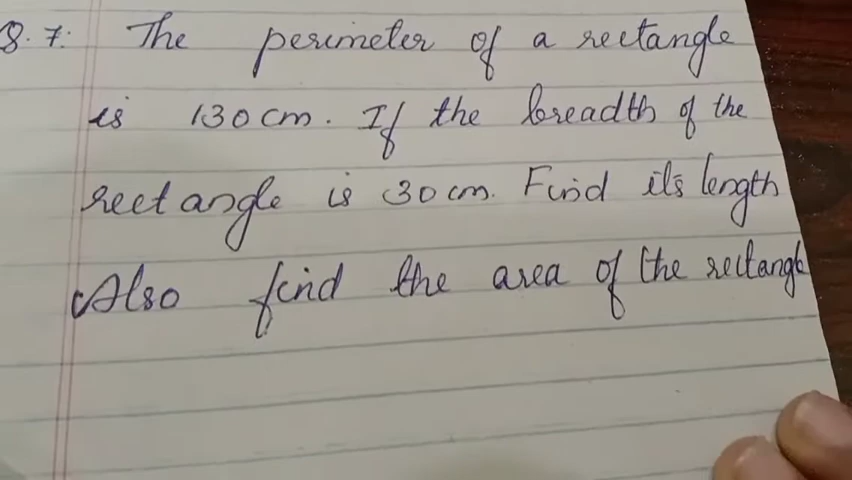 8. 7. The perimeter of a rectangle
is 130 cm. If the breadth of the
rectangle is 30 cm. Find its length
Also find the area of the rectangle